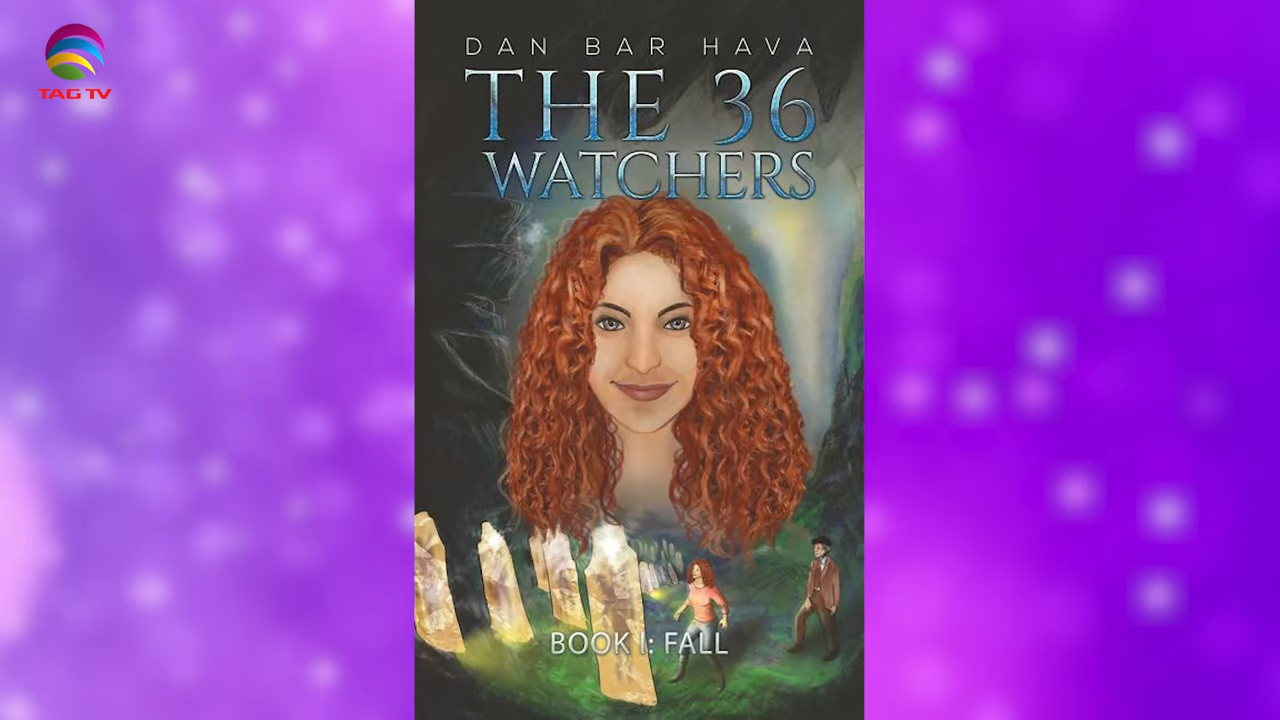 TAG TV
DAN BAR HAVA
THE 36
WATCHERS
BOOK I: FALL